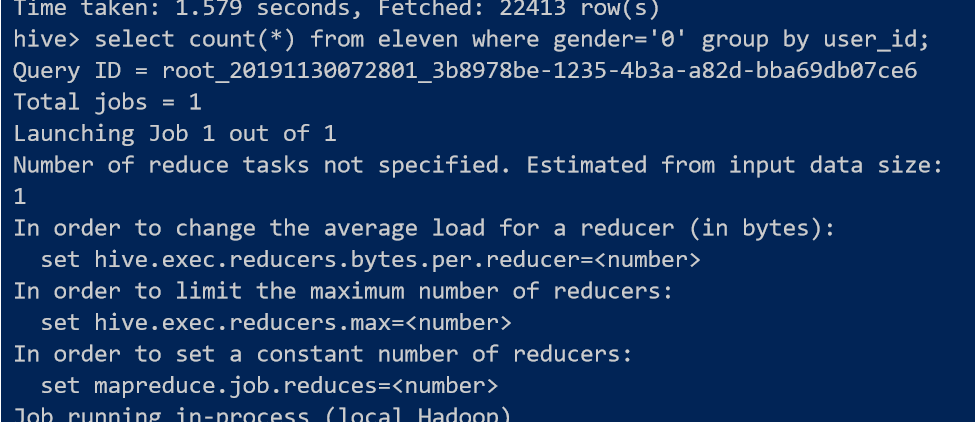 Time taken: 1.579 seconds, Fetched: 22413 row(s)
hive> select count(*) from eleven where gender='0' group by user_id;
Query ID = root_20191130072801_3b8978be-1235-4b3a-a82d-bba69db07ce6
Total jobs = 1
Launching Job 1 out of 1
Number of reduce tasks not specified. Estimated from input data size:
1
In order to change the average load for a reducer (in bytes):
  set hive.exec.reducers.bytes.per.reducer=<number>
In order to limit the maximum number of reducers:
  set hive.exec.reducers.max=<number>
In order to set a constant number of reducers:
  set mapreduce.job.reduces=<number>
Job running in-process (local Hadoop)